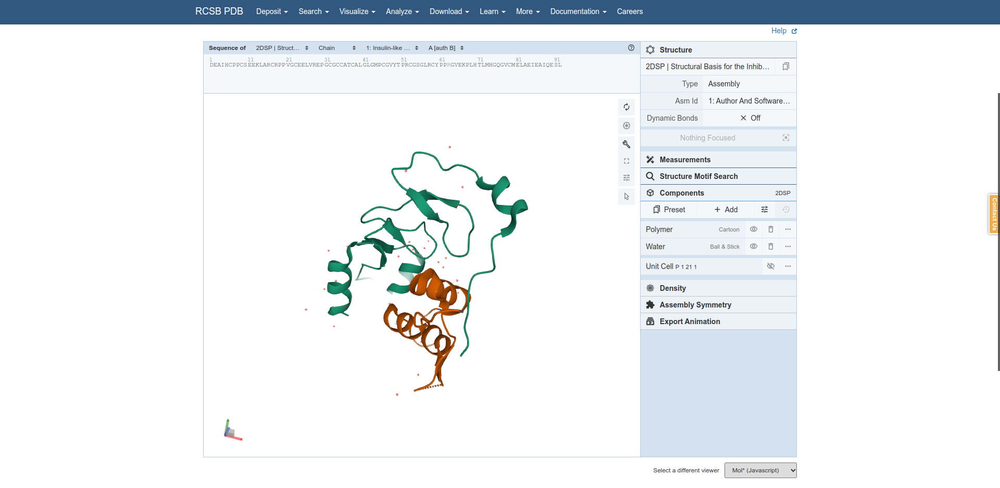 RCSB PDB Deposit Search Visualize Analyze Download Learn More Documentation Careers
Help
Sequence of 2DSP | Struct... Chain 1: Insulin-like ... A [auth B]
1 11 21 31 41 51 61 71 81 91
DEAIHCPPCS EEKLARCRPP VGCEELVREP GCGCCATCAL GLGMPCGVYT PRCGSGLRCY PPRGVEKPLH TLMHGQGVCM ELAEIEAIQE SL
Structure
2DSP | Structural Basis for the Inhib...
Type Assembly
Asm Id 1: Author And Software...
Dynamic Bonds Off
Nothing Focused
Measurements
Structure Motif Search
Components 2DSP
Preset + Add
Polymer Cartoon
Water Ball & Stick
Unit Cell P 1 21 1
Density
Assembly Symmetry
Export Animation
Contact Us
Select a different viewer Mol* (Javascript)